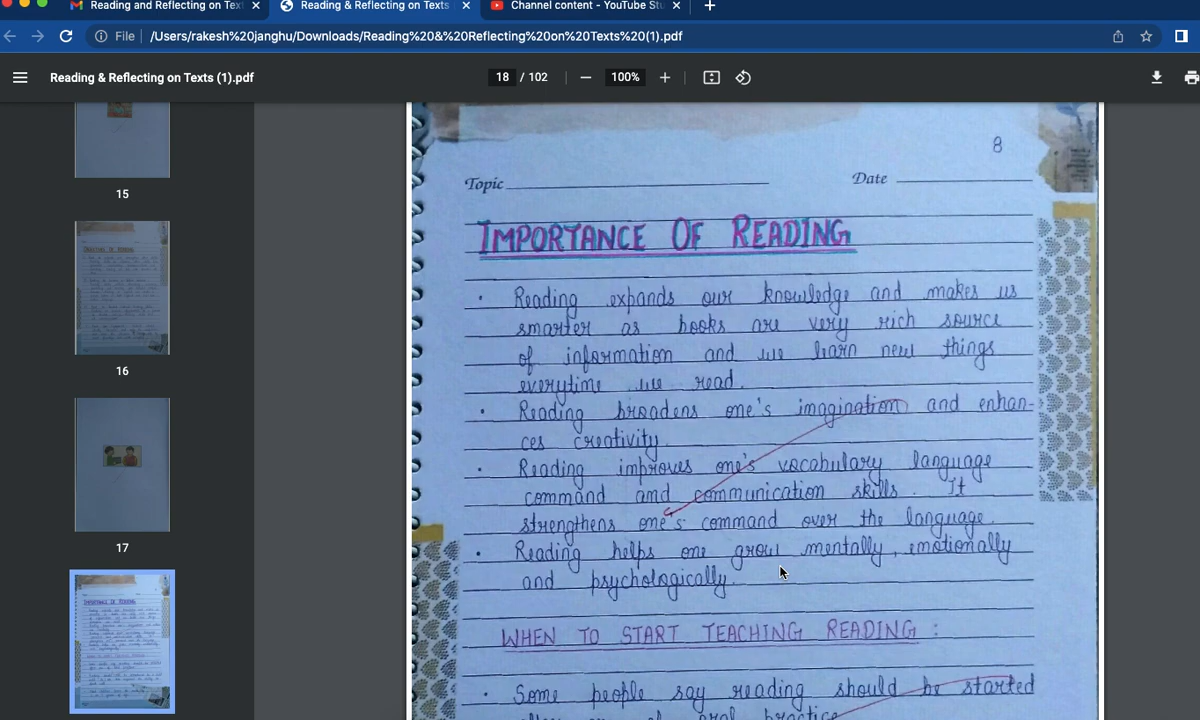 Reading and Reflecting on Tex
Reading & Reflecting on Texts
Channel content - YouTube Stu
File
/Users/rakesh%20janghu/Downloads/Reading%20&%20Reflecting%20on%20Texts%20(1).pdf
Reading & Reflecting on Texts (1).pdf
18 / 102
100%
15
16
17
8
Topic
Date
IMPORTANCE OF READING
• Reading expands our knowledge and makes us
smarter as books are very rich source
of information and we learn new things
everytime we read.
• Reading broadens one's imagination and enhan-
ces creativity.
• Reading improves one's vocabulary language
command and communication skills. It
strengthens one's command over the language.
• Reading helps one grow mentally, emotionally
and psychologically.
WHEN TO START TEACHING READING :
• Some people say reading should be started
oral practice